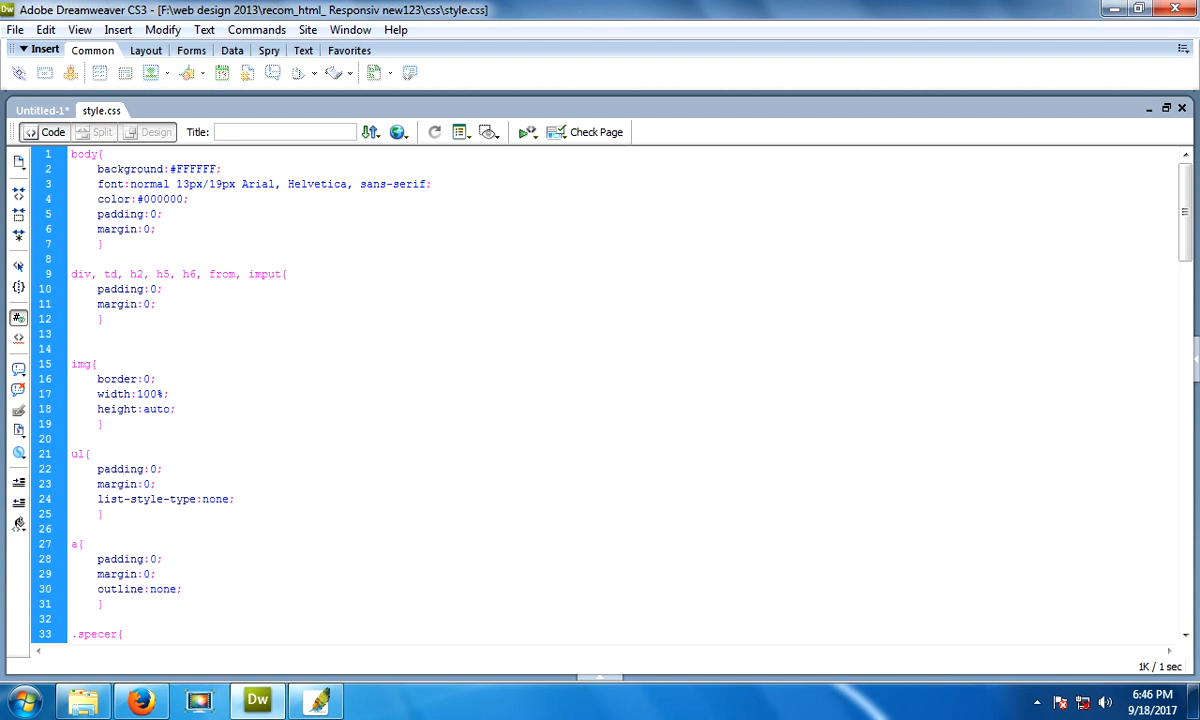 Dw Adobe Dreamweaver CS3 - [F:\web design 2013\recom_html_ Responsiv new123\css\style.css]
File Edit View Insert Modify Text Commands Site Window Help
Insert Common Layout Forms Data Spry Text Favorites
Untitled-1* style.css
Code Split Design Title: Check Page
1 body{
2 background:#FFFFFF;
3 font:normal 13px/19px Arial, Helvetica, sans-serif;
4 color:#000000;
5 padding:0;
6 margin:0;
7 }
8
9 div, td, h2, h5, h6, from, imput{
10 padding:0;
11 margin:0;
12 }
13
14
15 img{
16 border:0;
17 width:100%;
18 height:auto;
19 }
20
21 ul{
22 padding:0;
23 margin:0;
24 list-style-type:none;
25 }
26
27 a{
28 padding:0;
29 margin:0;
30 outline:none;
31 }
32
33 .specer{
1K / 1 sec
Dw
6:46 PM
9/18/2017